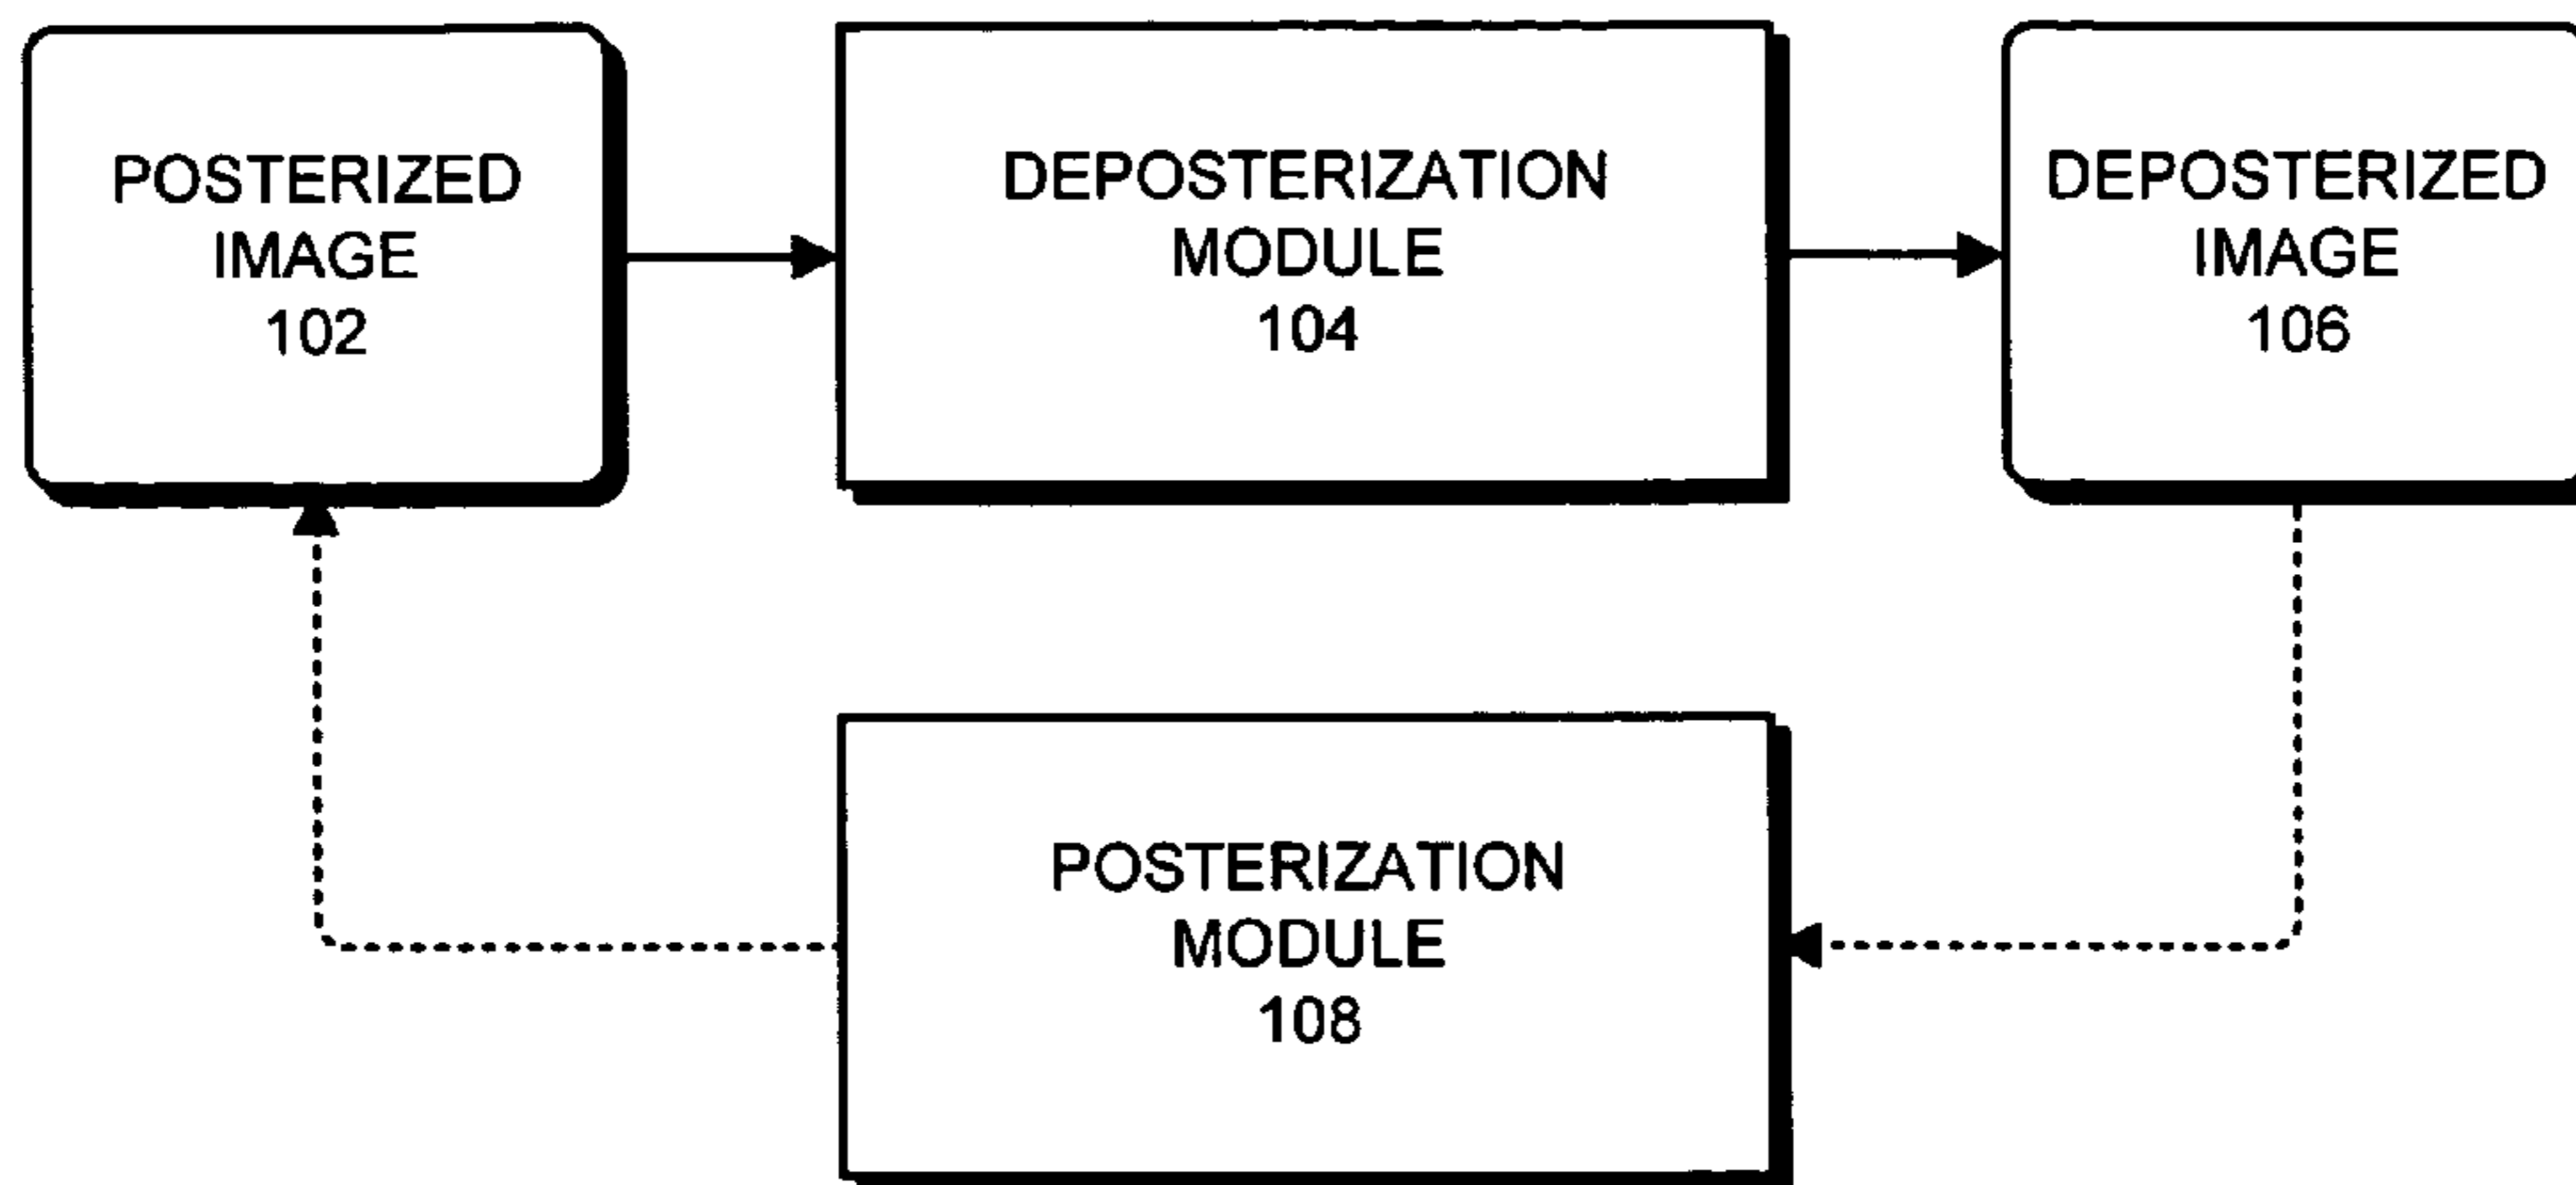 POSTERIZED
IMAGE
102
DEPOSTERIZATION
MODULE
104
DEPOSTERIZED
IMAGE
106
POSTERIZATION
MODULE
108